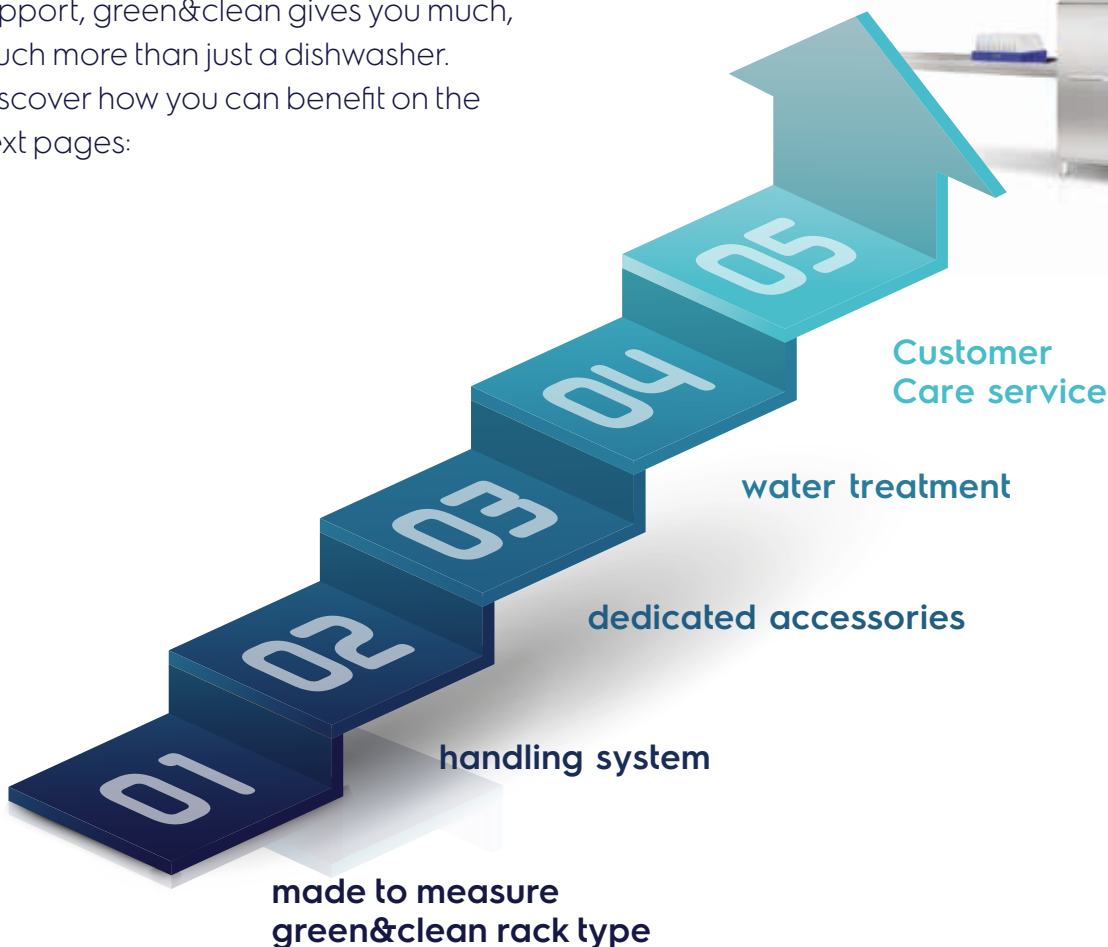 pport, green&clean gives you much,
uch more than just a dishwasher.
scover how you can benefit on the
ext pages:
05
Customer
Care service
04
water treatment
03
dedicated accessories
02
handling system
01
made to measure
green&clean rack type